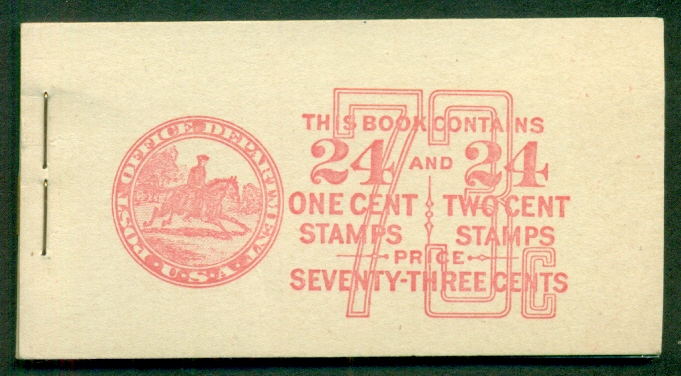 POST OFFICE DEPARTMENT
U.S.A.
73c
THIS BOOK CONTAINS
24 AND 24
ONE CENT TWO CENT
STAMPS STAMPS
PRICE
SEVENTY-THREE CENTS